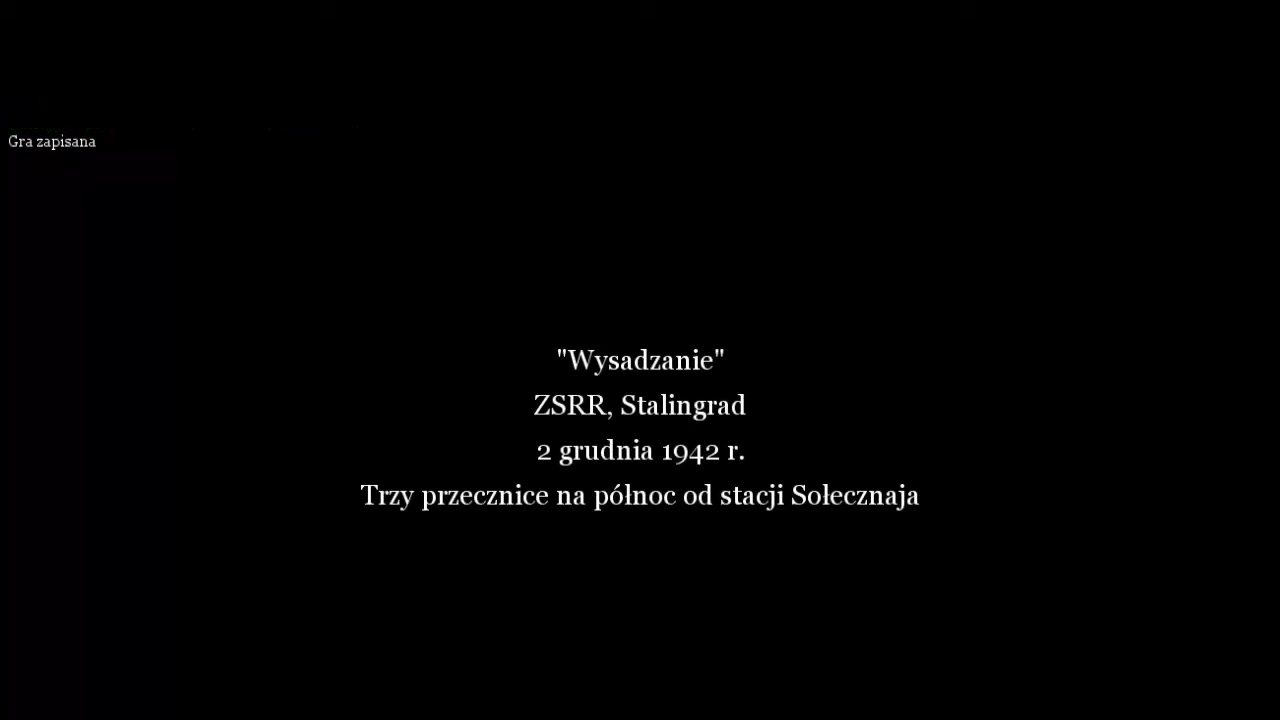 Gra zapisana
"Wysadzanie"
ZSRR, Stalingrad
2 grudnia 1942 r.
Trzy przecznice na północ od stacji Sołecznaja